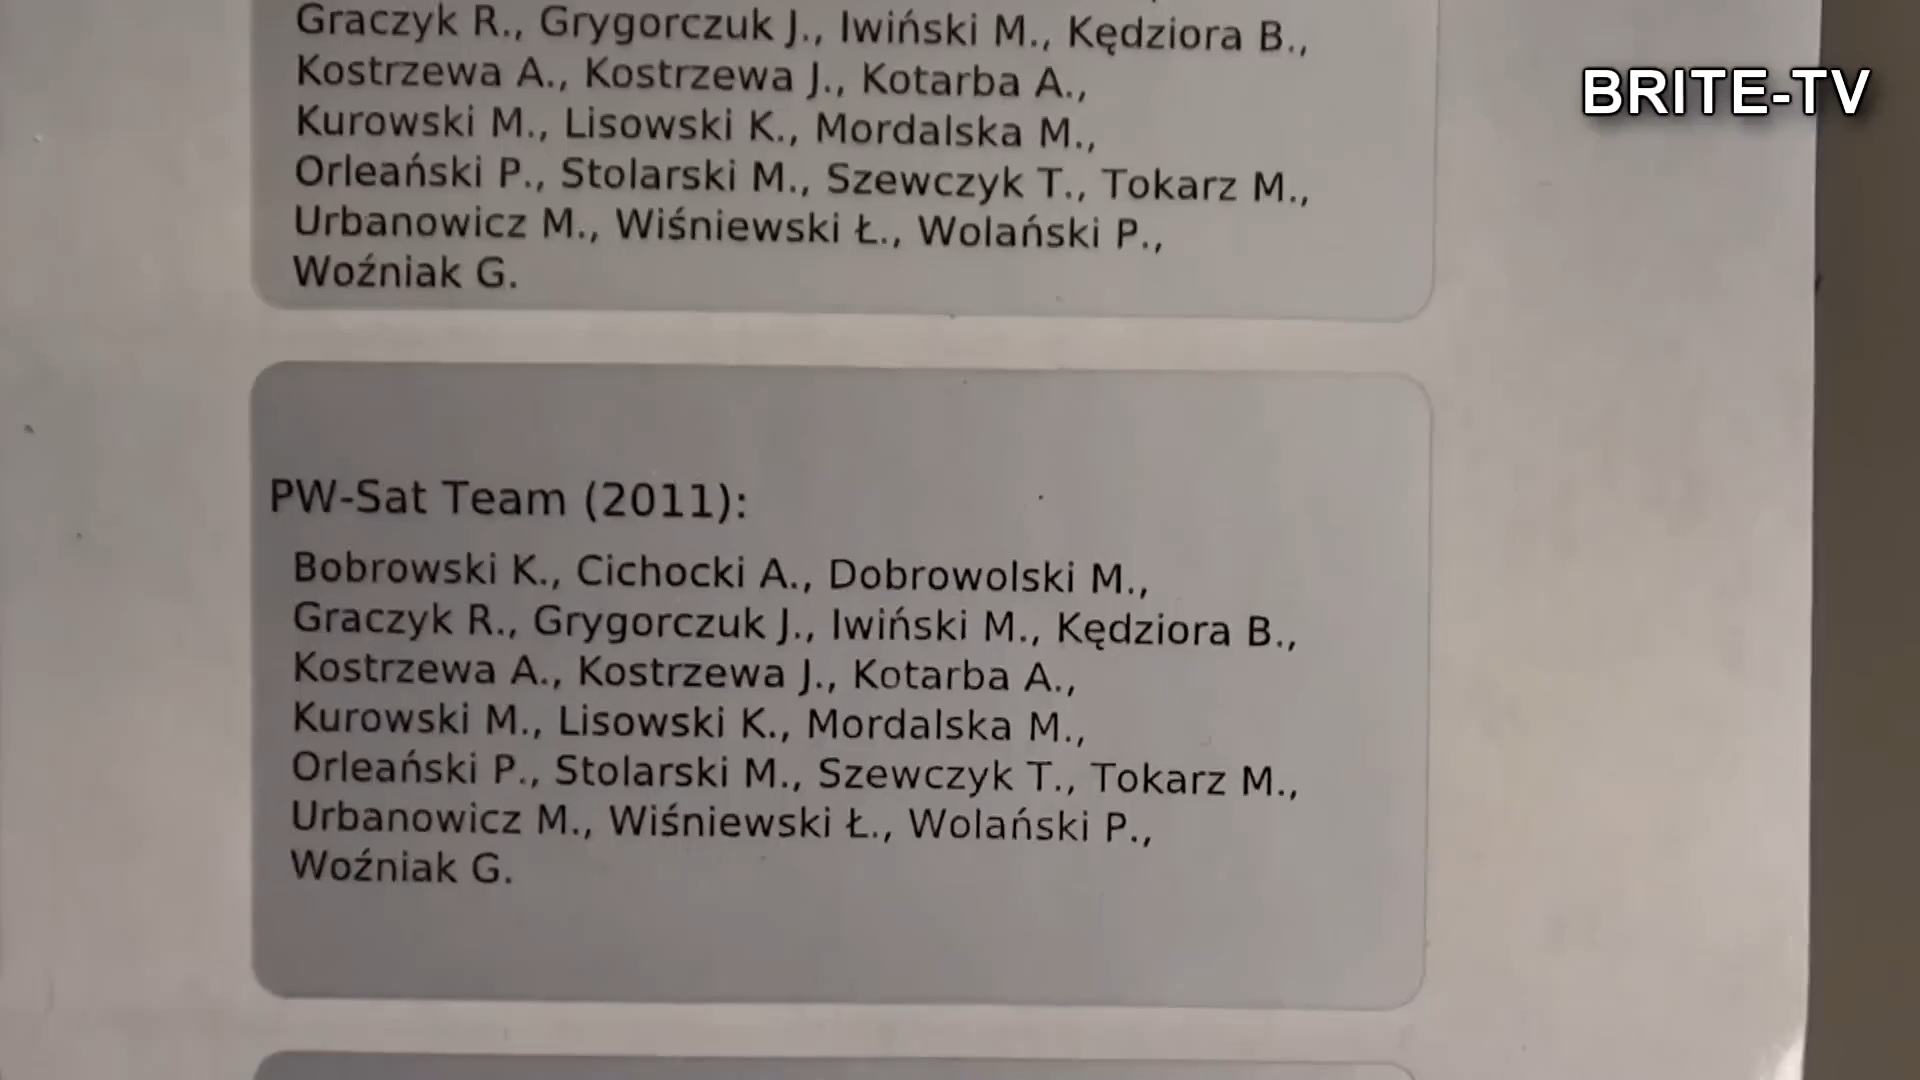 Graczyk R., Grygorczuk J., Iwiński M., Kędziora B.,
Kostrzewa A., Kostrzewa J., Kotarba A.,
Kurowski M., Lisowski K., Mordalska M.,
Orleański P., Stolarski M., Szewczyk T., Tokarz M.,
Urbanowicz M., Wiśniewski Ł., Wolański P.,
Woźniak G.
BRITE-TV
PW-Sat Team (2011):
Bobrowski K., Cichocki A., Dobrowolski M.,
Graczyk R., Grygorczuk J., Iwiński M., Kędziora B.,
Kostrzewa A., Kostrzewa J., Kotarba A.,
Kurowski M., Lisowski K., Mordalska M.,
Orleański P., Stolarski M., Szewczyk T., Tokarz M.,
Urbanowicz M., Wiśniewski Ł., Wolański P.,
Woźniak G.